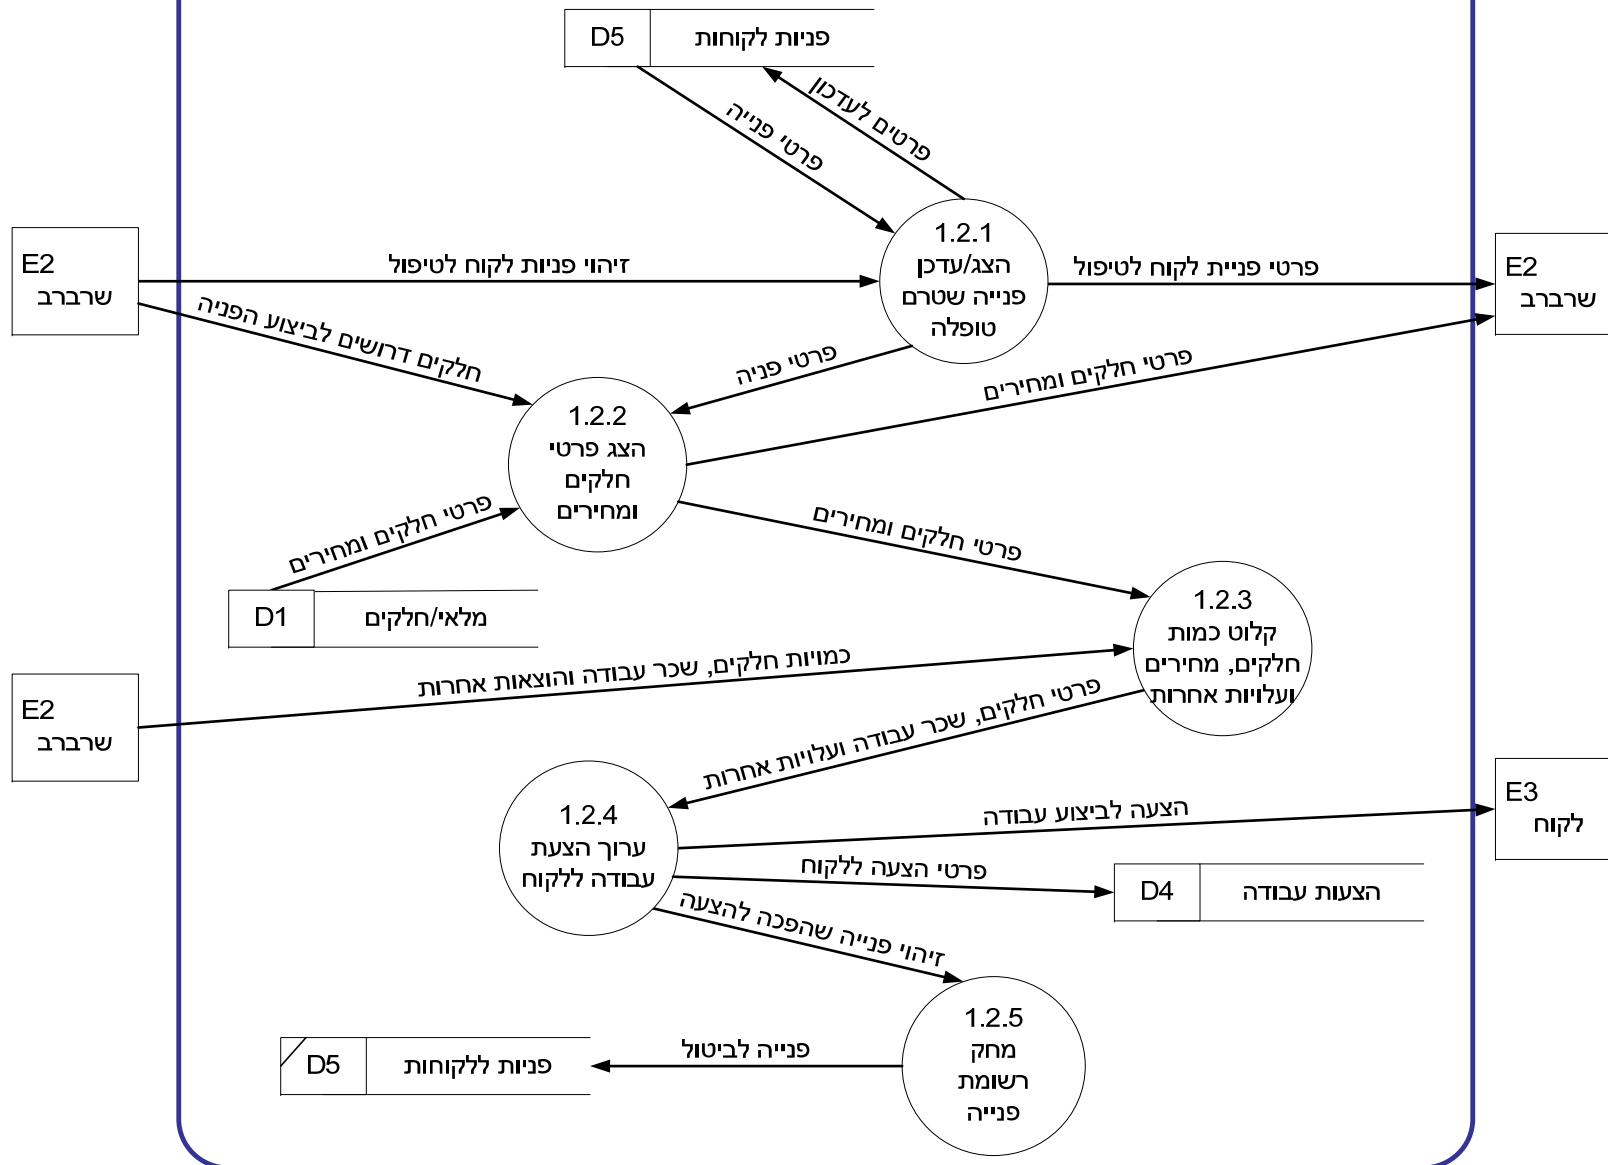 D5 פניות לקוחות
פרטים לעדכון
פרטי פנייה
E2
שרברב
זיהוי פניות לקוח לטיפול
1.2.1
הצג/עדכן
פנייה שטרם
טופלה
פרטי פניית לקוח לטיפול
E2
שרברב
חלקים דרושים לביצוע הפניה
פרטי פניה
פרטי חלקים ומחירים
1.2.2
הצג פרטי
חלקים
ומחירים
פרטי חלקים ומחירים
פרטי חלקים ומחירים
D1 מלאי/חלקים
1.2.3
קלוט כמות
חלקים, מחירים
ועלויות אחרות
כמויות חלקים, שכר עבודה והוצאות אחרות
E2
שרברב
פרטי חלקים, שכר עבודה ועלויות אחרות
1.2.4
ערוך הצעת
עבודה ללקוח
הצעה לביצוע עבודה
E3
לקוח
פרטי הצעה ללקוח
D4 הצעות עבודה
זיהוי פנייה שהפכה להצעה
1.2.5
מחק
רשומת
פנייה
פנייה לביטול
D5 פניות ללקוחות